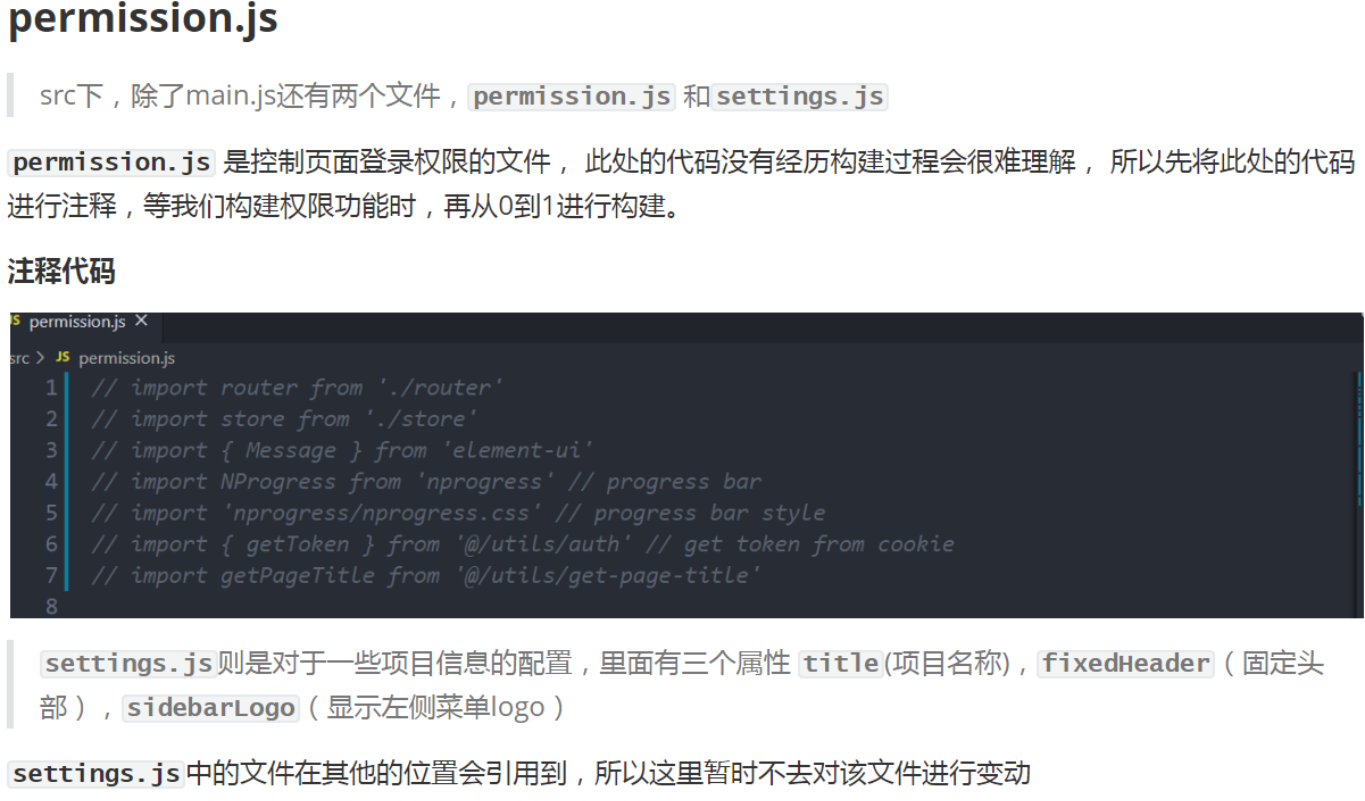 permission.js
src下，除了main.js还有两个文件，permission.js 和settings.js
permission.js 是控制页面登录权限的文件， 此处的代码没有经历构建过程会很难理解， 所以先将此处的代码
进行注释，等我们构建权限功能时，再从0到1进行构建。
注释代码
JS permission.js ×
src > JS permission.js
1 // import router from './router'
2 // import store from './store'
3 // import { Message } from 'element-ui'
4 // import NProgress from 'nprogress' // progress bar
5 // import 'nprogress/nprogress.css' // progress bar style
6 // import { getToken } from '@/utils/auth' // get token from cookie
7 // import getPageTitle from '@/utils/get-page-title'
8
settings.js则是对于一些项目信息的配置，里面有三个属性 title(项目名称)，fixedHeader（固定头
部），sidebarLogo（显示左侧菜单logo）
settings.js中的文件在其他的位置会引用到，所以这里暂时不去对该文件进行变动